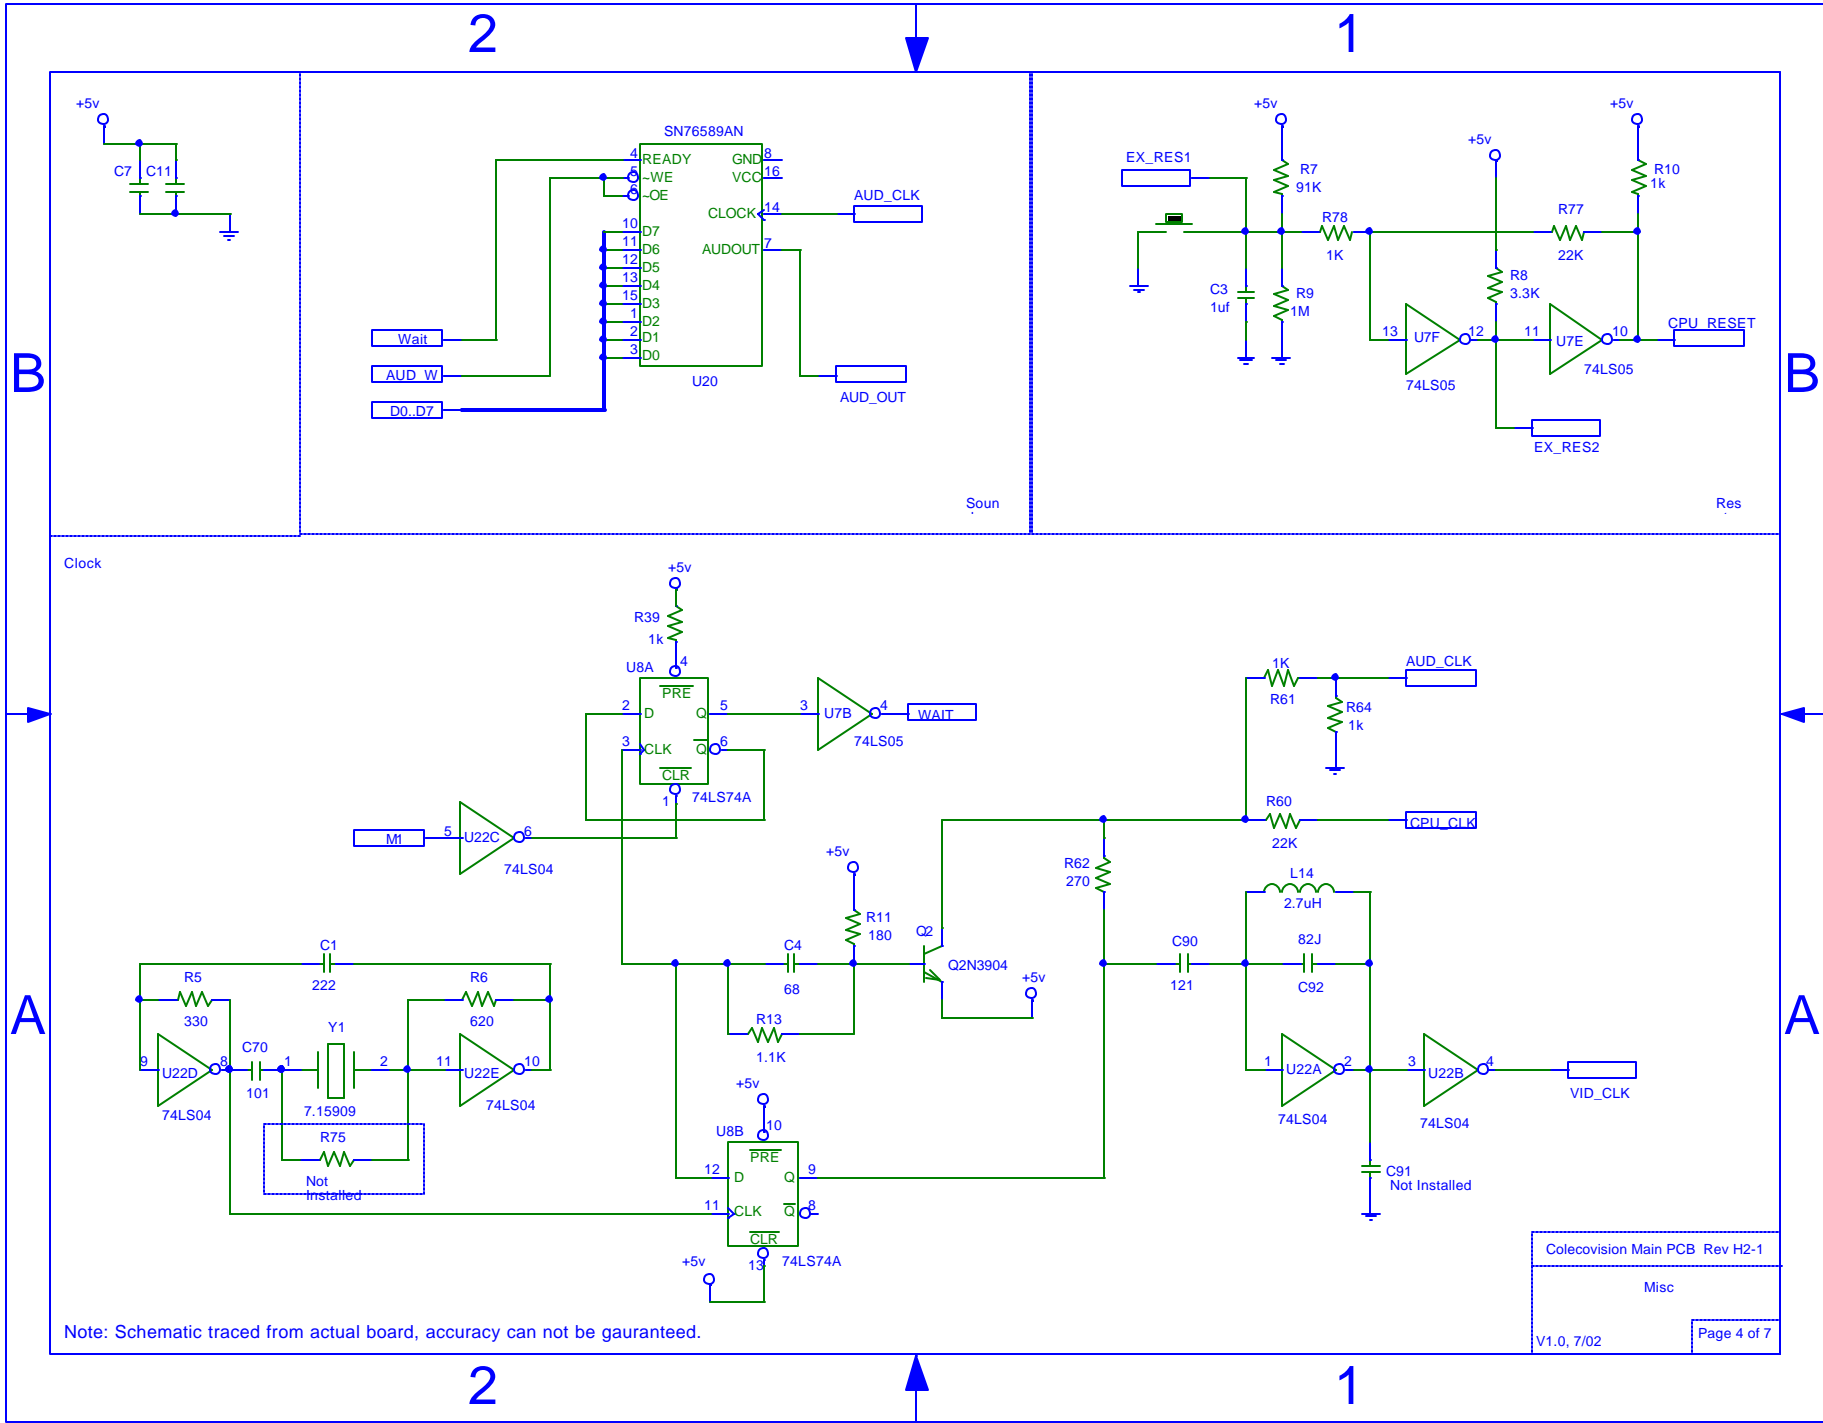 2
1
+5v
C7
C11
SN76589AN
4
READY
5
~WE
6
~OE
10
D7
11
D6
12
D5
13
D4
15
D3
1
D2
2
D1
3
D0
GND
8
VCC
16
CLOCK
14
AUDOUT
7
U20
AUD_CLK
AUD_OUT
Wait
AUD_W
D0..D7
Soun
EX_RES1
+5v
R7
91K
R78
1K
C3
1uf
R9
1M
+5v
R8
3.3K
R77
22K
+5v
R10
1k
13
U7F
12
74LS05
11
U7E
10
74LS05
CPU_RESET
EX_RES2
Res
B
B
Clock
+5v
R39
1k
U8A
4
PRE
2
D
Q
5
3
CLK
Q
6
CLR
1
74LS74A
3
U7B
4
74LS05
WAIT
M1
5
U22C
6
74LS04
1K
R61
AUD_CLK
R64
1k
R60
22K
CPU_CLK
+5v
R11
180
C4
68
R13
1.1K
Q2
Q2N3904
+5v
R62
270
L14
2.7uH
C90
121
82J
C92
C1
222
R5
330
R6
620
9
U22D
8
74LS04
C70
101
1
Y1
2
7.15909
11
U22E
10
74LS04
R75
Not
Installed
+5v
U8B
10
PRE
12
D
Q
9
11
CLK
Q
8
CLR
13
74LS74A
+5v
1
U22A
2
74LS04
3
U22B
4
74LS04
VID_CLK
C91
Not Installed
A
A
Colecovision Main PCB Rev H2-1
Misc
V1.0, 7/02
Page 4 of 7
Note: Schematic traced from actual board, accuracy can not be gauranteed.
2
1